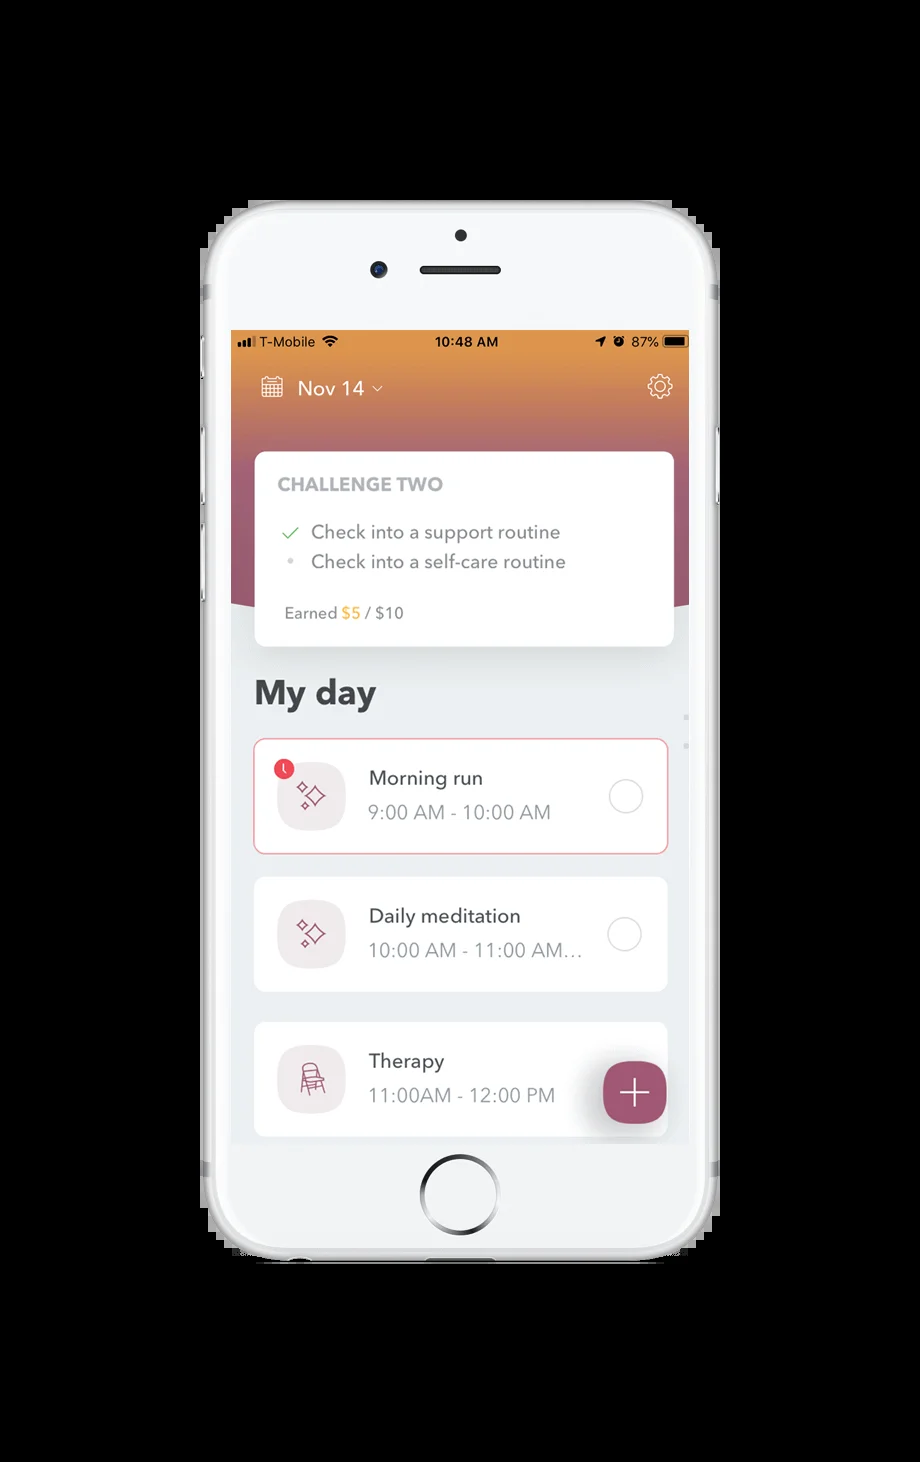 T-Mobile 10:48 AM 87%
Nov 14
CHALLENGE TWO
Check into a support routine
Check into a self-care routine
Earned $5 / $10
My day
Morning run
9:00 AM - 10:00 AM
Daily meditation
10:00 AM - 11:00 AM...
Therapy
11:00AM - 12:00 PM